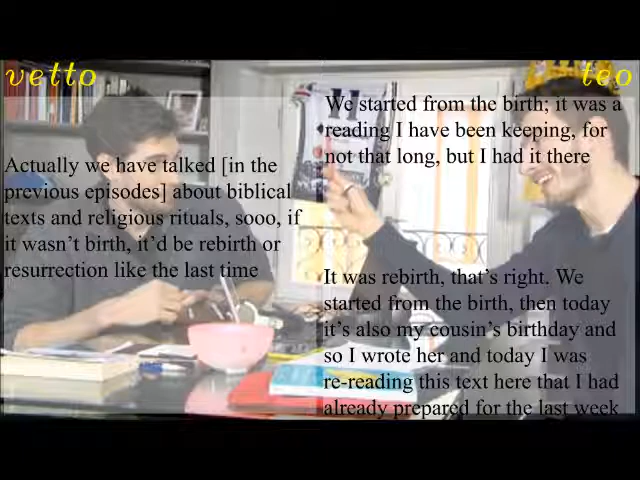 vetto
teo
We started from the birth; it was a
reading I have been keeping, for
not that long, but I had it there
Actually we have talked [in the
previous episodes] about biblical
texts and religious rituals, sooo, if
it wasn't birth, it'd be rebirth or
resurrection like the last time
It was rebirth, that's right. We
started from the birth, then today
it's also my cousin's birthday and
so I wrote her and today I was
re-reading this text here that I had
already prepared for the last week